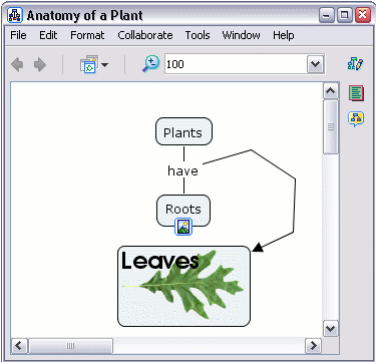 Anatomy of a Plant
File Edit Format Collaborate Tools Window Help
100
Plants
have
Roots
Leaves